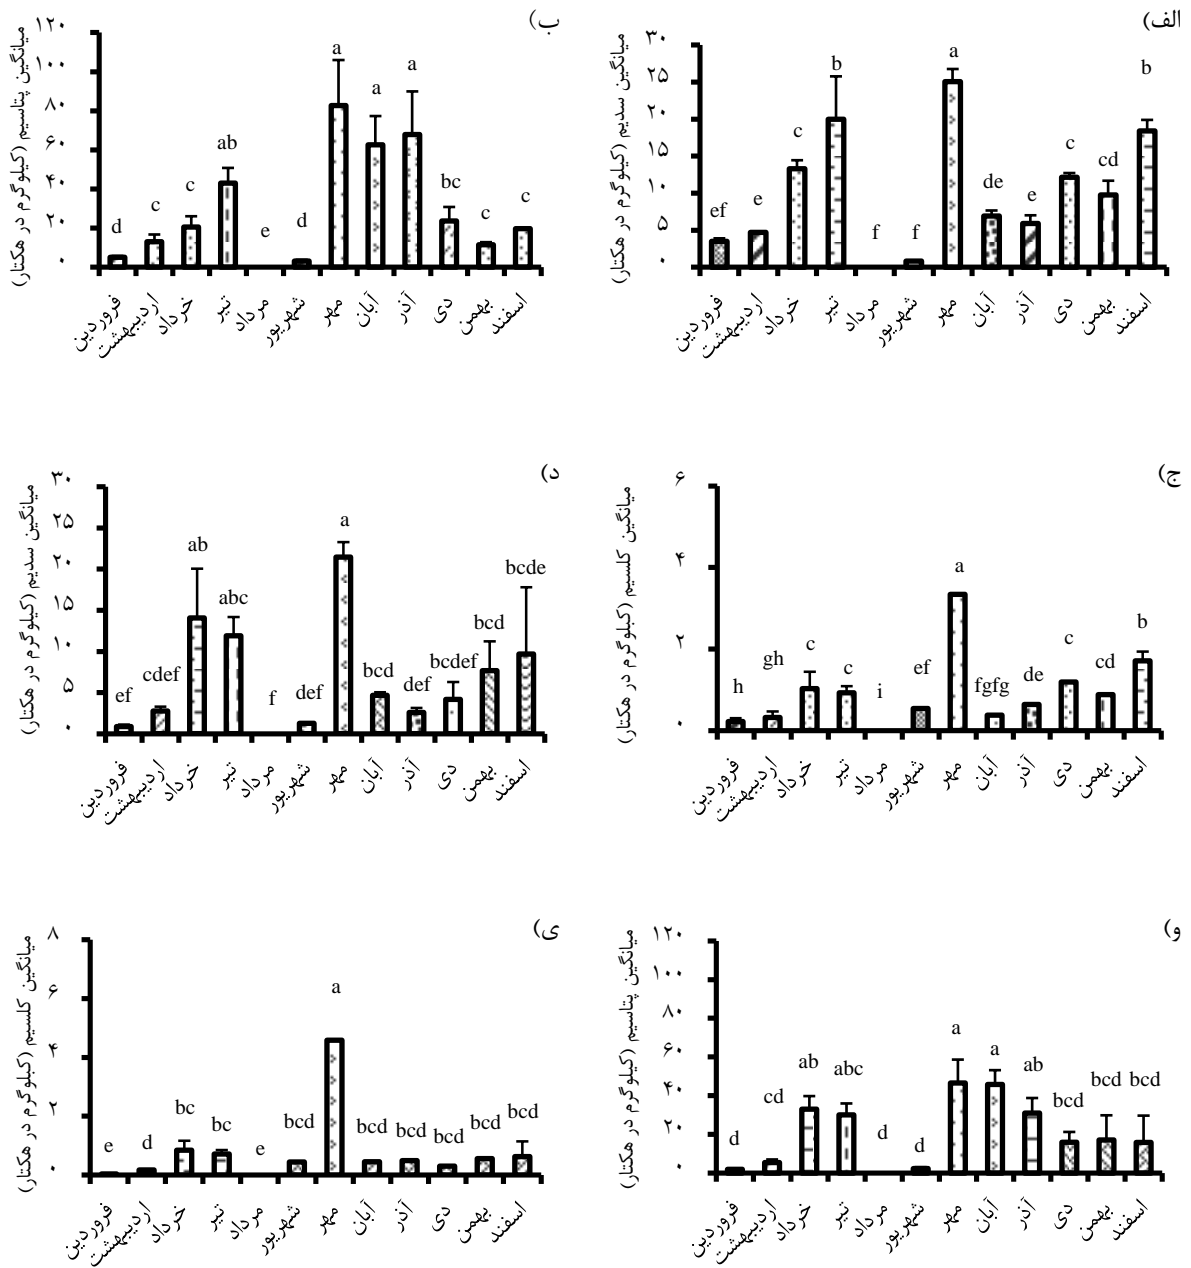 الف)
میانگین سدیم (کیلوگرم در هکتار)
۳۰
۲۵
۲۰
۱۵
۱۰
۵
۰
ef e c b f f a de e c cd b
فروردین اردیبهشت خرداد تیر مرداد شهریور مهر آبان آذر دی بهمن اسفند
ب)
میانگین پتاسیم (کیلوگرم در هکتار)
۱۲۰
۱۰۰
۸۰
۶۰
۴۰
۲۰
۰
d c c ab e d a a a bc c c
فروردین اردیبهشت خرداد تیر مرداد شهریور مهر آبان آذر دی بهمن اسفند
ج)
میانگین کلسیم (کیلوگرم در هکتار)
۶
۴
۲
۰
h gh c c i ef a fgfg de c cd b
فروردین اردیبهشت خرداد تیر مرداد شهریور مهر آبان آذر دی بهمن اسفند
د)
میانگین سدیم (کیلوگرم در هکتار)
۳۰
۲۵
۲۰
۱۵
۱۰
۵
۰
ef cdef ab abc f def a bcd def bcdef bcd bcde
فروردین اردیبهشت خرداد تیر مرداد شهریور مهر آبان آذر دی بهمن اسفند
و)
میانگین پتاسیم (کیلوگرم در هکتار)
۱۲۰
۱۰۰
۸۰
۶۰
۴۰
۲۰
۰
d cd ab abc d d a a ab bcd bcd bcd
فروردین اردیبهشت خرداد تیر مرداد شهریور مهر آبان آذر دی بهمن اسفند
ی)
میانگین کلسیم (کیلوگرم در هکتار)
۸
۶
۴
۲
۰
e d bc bc e bcd a bcd bcd bcd bcd bcd
فروردین اردیبهشت خرداد تیر مرداد شهریور مهر آبان آذر دی بهمن اسفند